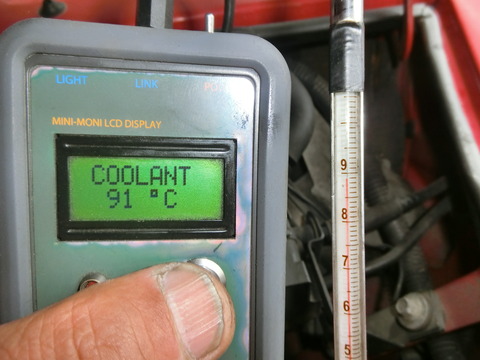 LIGHT LINK
MINI-MONI LCD DISPLAY
COOLANT
91 °C
9
8
7
6
5